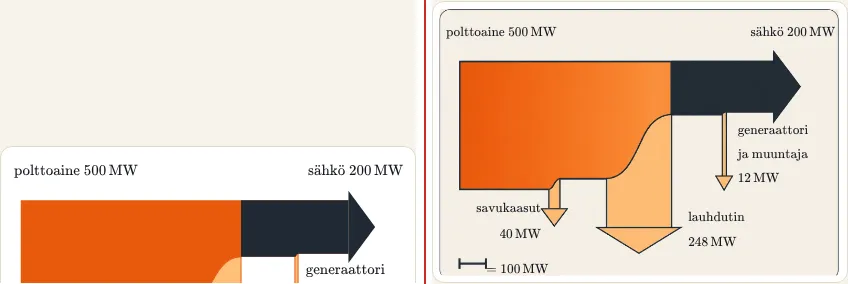 polttoaine 500 MW
sähkö 200 MW
generaattori
polttoaine 500 MW
sähkö 200 MW
generaattori
ja muuntaja
12 MW
savukaasut
40 MW
lauhdutin
248 MW
= 100 MW